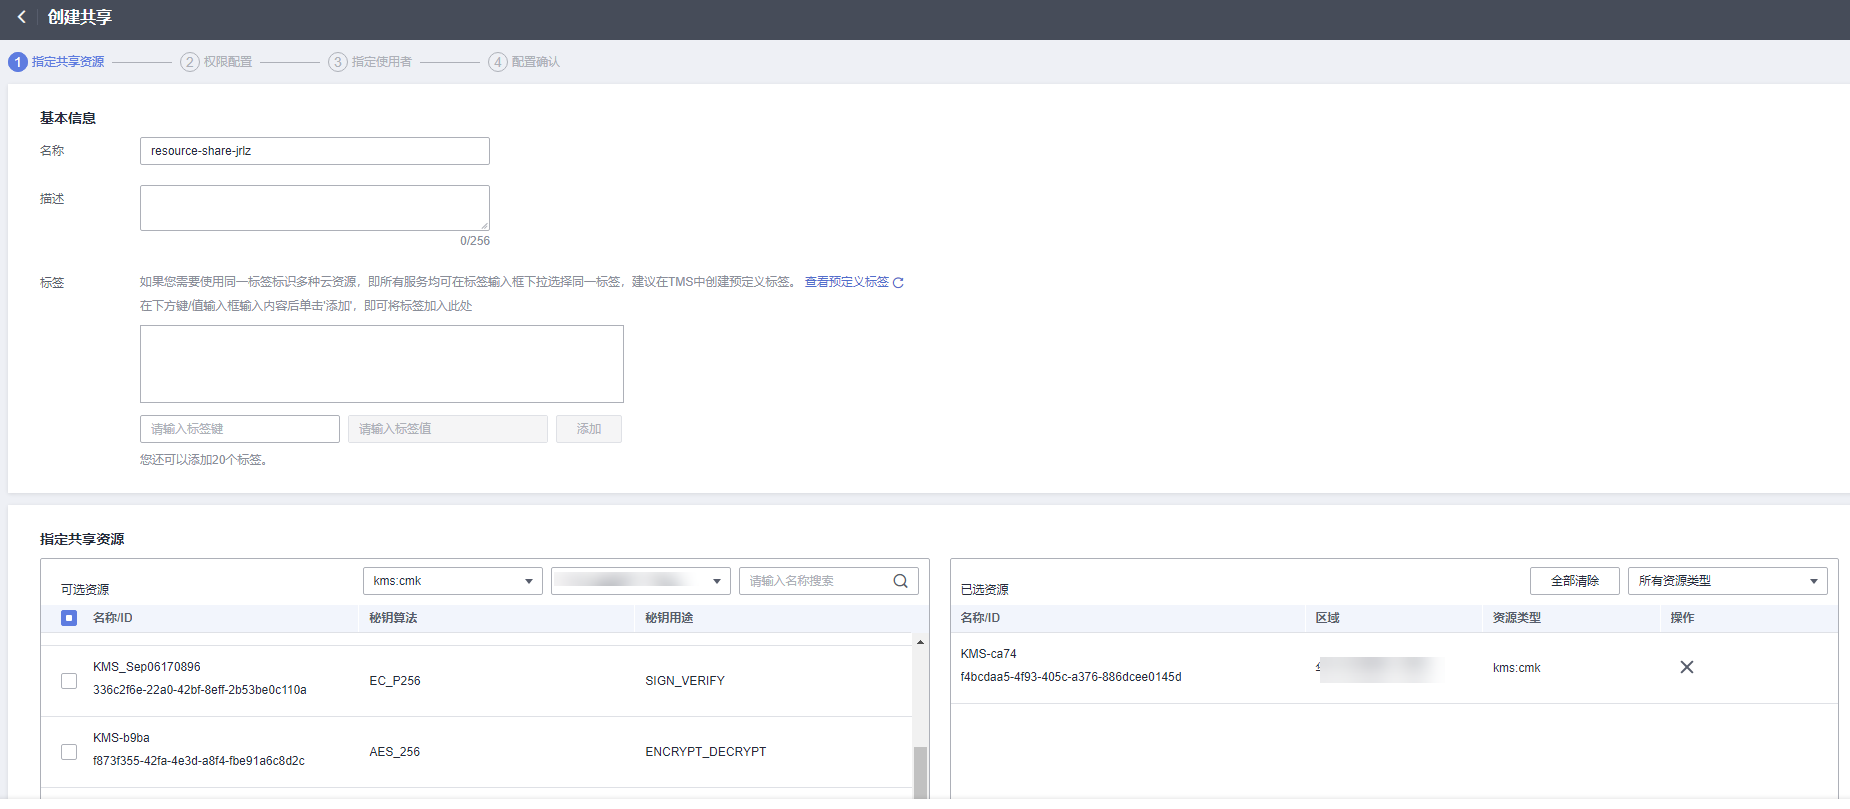 创建共享
1 指定共享资源 2 权限配置 3 指定使用者 4 配置确认
基本信息
名称 resource-share-jrlz
描述
0/256
标签 如果您需要使用同一标签标识多种云资源，即所有服务均可在标签输入框下拉选择同一标签，建议在TMS中创建预定义标签。 查看预定义标签
在下方键/值输入框输入内容后单击'添加'，即可将标签加入此处
请输入标签键 请输入标签值 添加
您还可以添加20个标签。
指定共享资源
可选资源 kms:cmk 请输入名称搜索
名称/ID 秘钥算法 秘钥用途
KMS_Sep06170896
336c2f6e-22a0-42bf-8eff-2b53be0c110a
EC_P256 SIGN_VERIFY
KMS-b9ba
f873f355-42fa-4e3d-a8f4-fbe91a6c8d2c
AES_256 ENCRYPT_DECRYPT
已选资源 全部清除 所有资源类型
名称/ID 区域 资源类型 操作
KMS-ca74
f4bcdaa5-4f93-405c-a376-886dcee0145d
kms:cmk